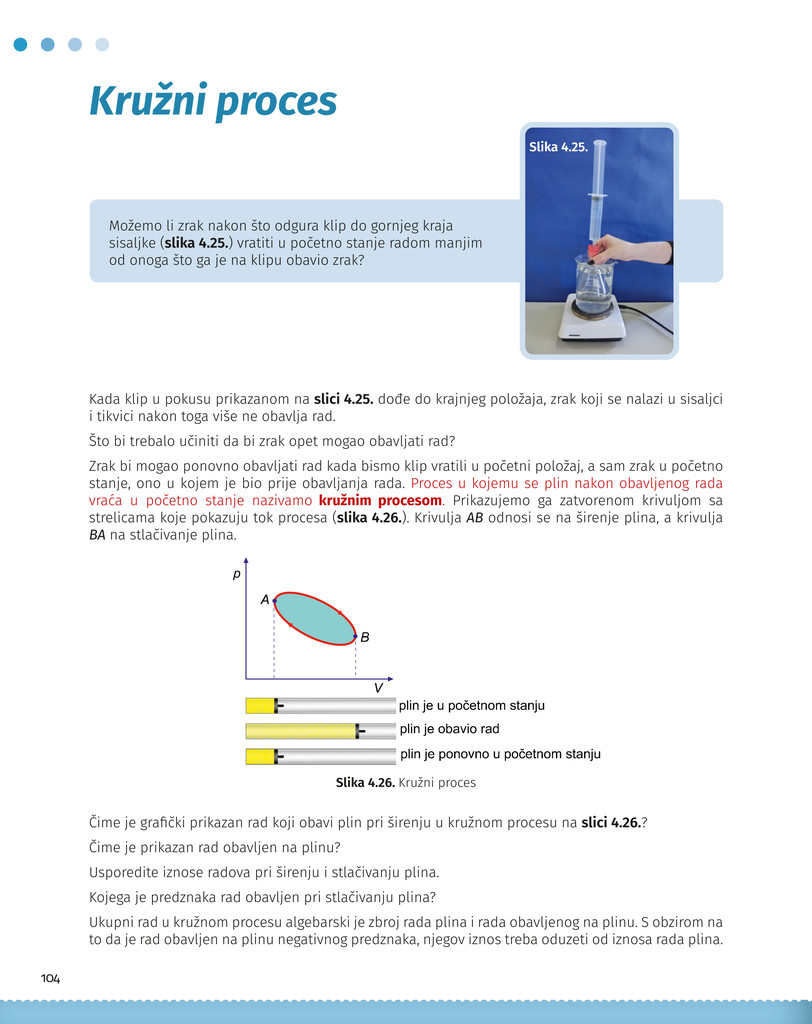 Kružni proces
Slika 4.25.
Možemo li zrak nakon što odgura klip do gornjeg kraja
sisaljke (slika 4.25.) vratiti u početno stanje radom manjim
od onoga što ga je na klipu obavio zrak?
Kada klip u pokusu prikazanom na slici 4.25. dođe do krajnjeg položaja, zrak koji se nalazi u sisaljci
i tikvici nakon toga više ne obavlja rad.
Što bi trebalo učiniti da bi zrak opet mogao obavljati rad?
Zrak bi mogao ponovno obavljati rad kada bismo klip vratili u početni položaj, a sam zrak u početno
stanje, ono u kojem je bio prije obavljanja rada. Proces u kojemu se plin nakon obavljenog rada
vraća u početno stanje nazivamo kružnim procesom. Prikazujemo ga zatvorenom krivuljom sa
strelicama koje pokazuju tok procesa (slika 4.26.). Krivulja AB odnosi se na širenje plina, a krivulja
BA na stlačivanje plina.
p
A
B
V
plin je u početnom stanju
plin je obavio rad
plin je ponovno u početnom stanju
Slika 4.26. Kružni proces
Čime je grafički prikazan rad koji obavi plin pri širenju u kružnom procesu na slici 4.26.?
Čime je prikazan rad obavljen na plinu?
Usporedite iznose radova pri širenju i stlačivanju plina.
Kojega je predznaka rad obavljen pri stlačivanju plina?
Ukupni rad u kružnom procesu algebarski je zbroj rada plina i rada obavljenog na plinu. S obzirom na
to da je rad obavljen na plinu negativnog predznaka, njegov iznos treba oduzeti od iznosa rada plina.
104